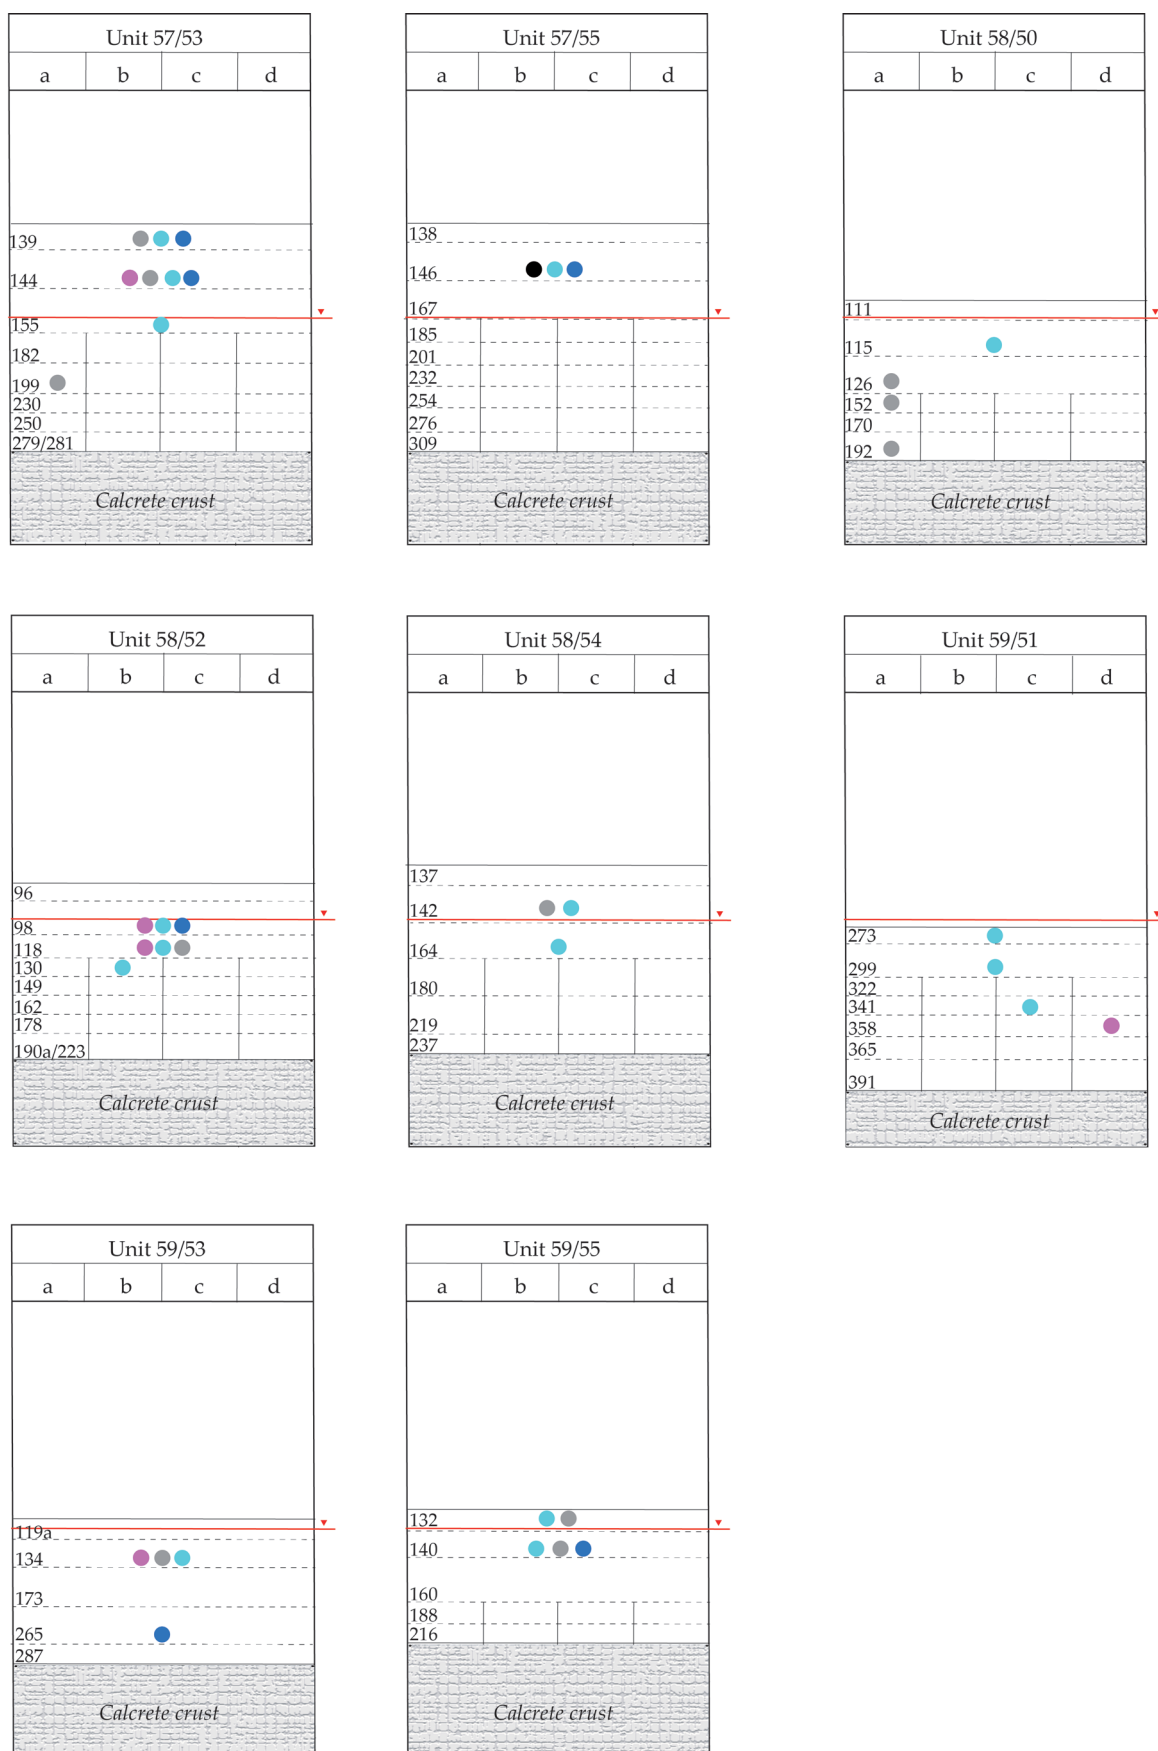 Unit 57/53
a b c d
139
144
155
182
199
230
250
279/281
Calcrete crust
Unit 57/55
a b c d
138
146
167
185
201
232
254
276
309
Calcrete crust
Unit 58/50
a b c d
111
115
126
152
170
192
Calcrete crust
Unit 58/52
a b c d
96
98
118
130
149
162
178
190a/223
Calcrete crust
Unit 58/54
a b c d
137
142
164
180
219
237
Calcrete crust
Unit 59/51
a b c d
273
299
322
341
358
365
391
Calcrete crust
Unit 59/53
a b c d
119a
134
173
265
287
Calcrete crust
Unit 59/55
a b c d
132
140
160
188
216
Calcrete crust